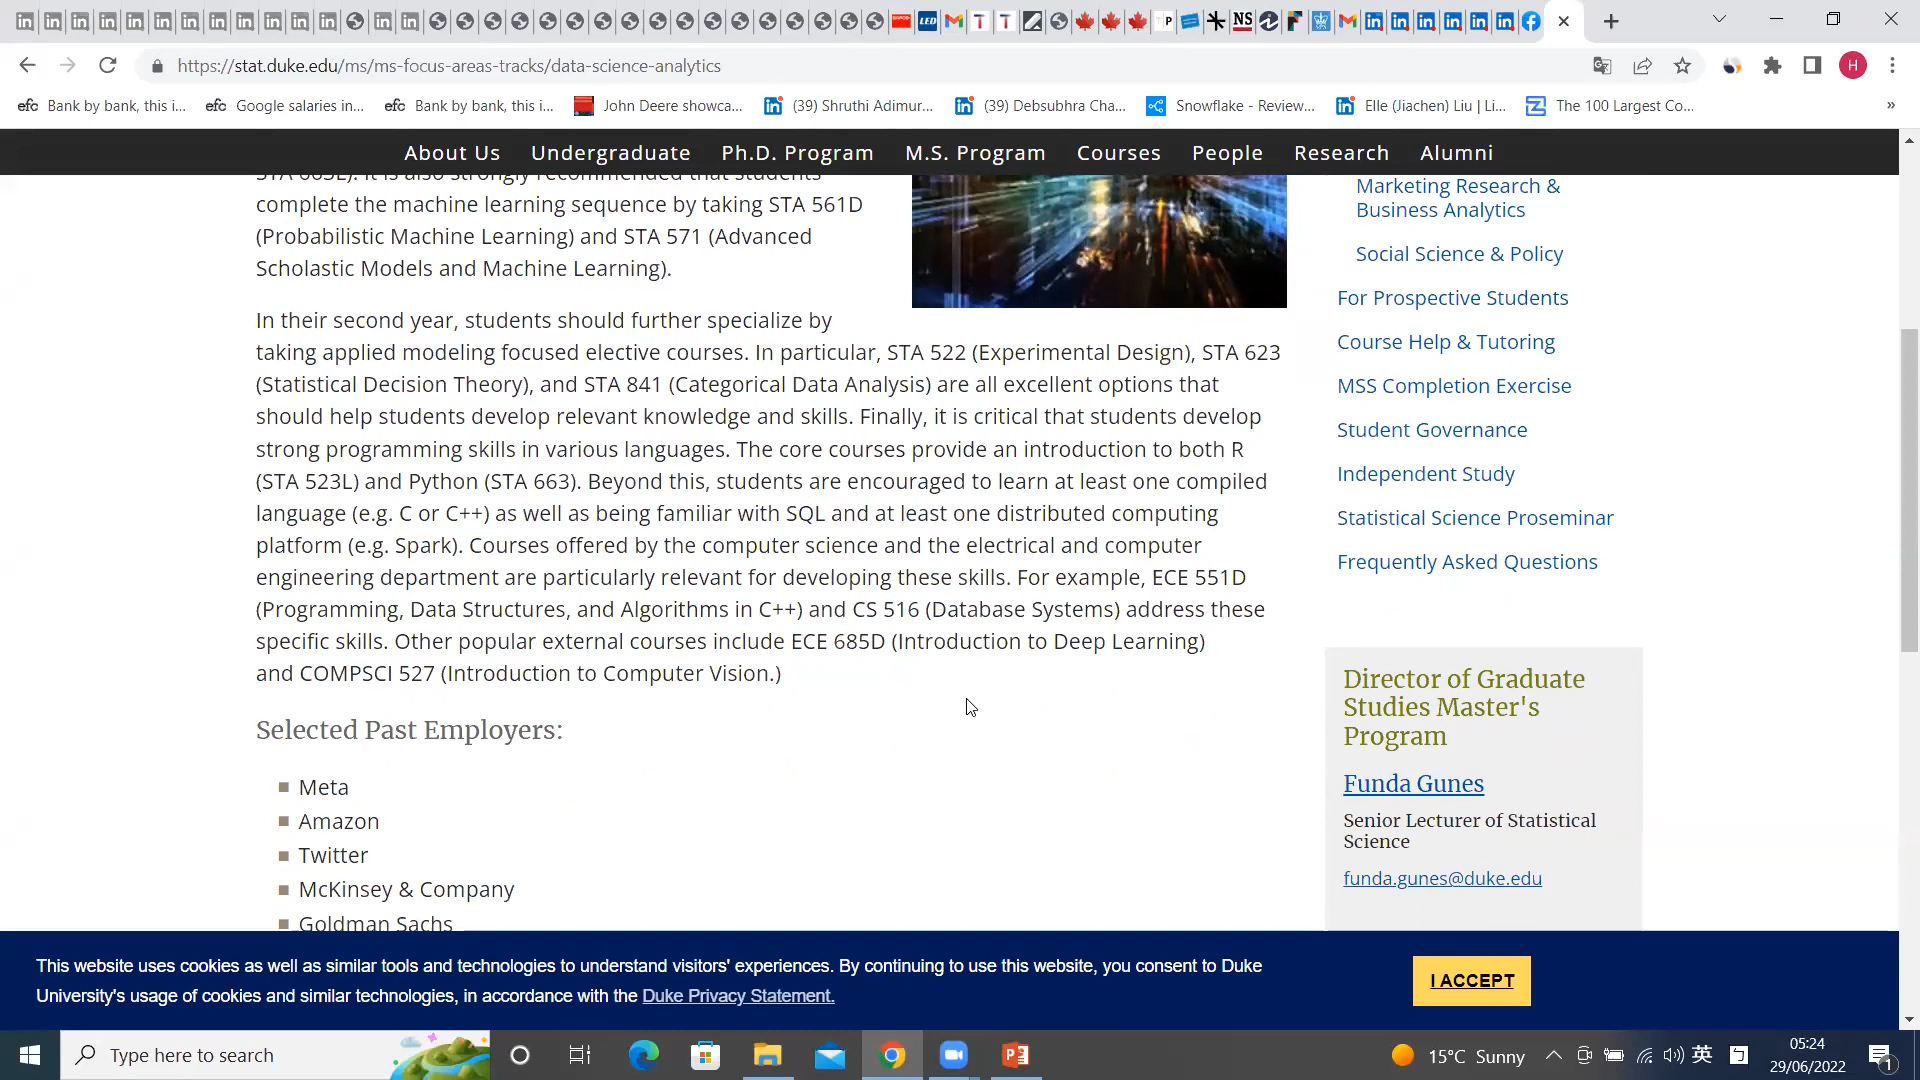 https://stat.duke.edu/ms/ms-focus-areas-tracks/data-science-analytics
H
efc Bank by bank, this i...
efc Google salaries in...
efc Bank by bank, this i...
John Deere showca...
(39) Shruthi Adimur...
(39) Debsubhra Cha...
Snowflake - Review...
Elle (Jiachen) Liu | Li...
The 100 Largest Co...
»
About Us
Undergraduate
Ph.D. Program
M.S. Program
Courses
People
Research
Alumni
STA 663L). It is also strongly recommended that students
complete the machine learning sequence by taking STA 561D
(Probabilistic Machine Learning) and STA 571 (Advanced
Scholastic Models and Machine Learning).
In their second year, students should further specialize by
taking applied modeling focused elective courses. In particular, STA 522 (Experimental Design), STA 623
(Statistical Decision Theory), and STA 841 (Categorical Data Analysis) are all excellent options that
should help students develop relevant knowledge and skills. Finally, it is critical that students develop
strong programming skills in various languages. The core courses provide an introduction to both R
(STA 523L) and Python (STA 663). Beyond this, students are encouraged to learn at least one compiled
language (e.g. C or C++) as well as being familiar with SQL and at least one distributed computing
platform (e.g. Spark). Courses offered by the computer science and the electrical and computer
engineering department are particularly relevant for developing these skills. For example, ECE 551D
(Programming, Data Structures, and Algorithms in C++) and CS 516 (Database Systems) address these
specific skills. Other popular external courses include ECE 685D (Introduction to Deep Learning)
and COMPSCI 527 (Introduction to Computer Vision.)
Selected Past Employers:
Meta
Amazon
Twitter
McKinsey & Company
Goldman Sachs
Marketing Research &
Business Analytics
Social Science & Policy
For Prospective Students
Course Help & Tutoring
MSS Completion Exercise
Student Governance
Independent Study
Statistical Science Proseminar
Frequently Asked Questions
Director of Graduate
Studies Master's
Program
Funda Gunes
Senior Lecturer of Statistical
Science
funda.gunes@duke.edu
This website uses cookies as well as similar tools and technologies to understand visitors' experiences. By continuing to use this website, you consent to Duke
University's usage of cookies and similar technologies, in accordance with the Duke Privacy Statement.
I ACCEPT
Type here to search
15°C Sunny
英
05:24
29/06/2022
1